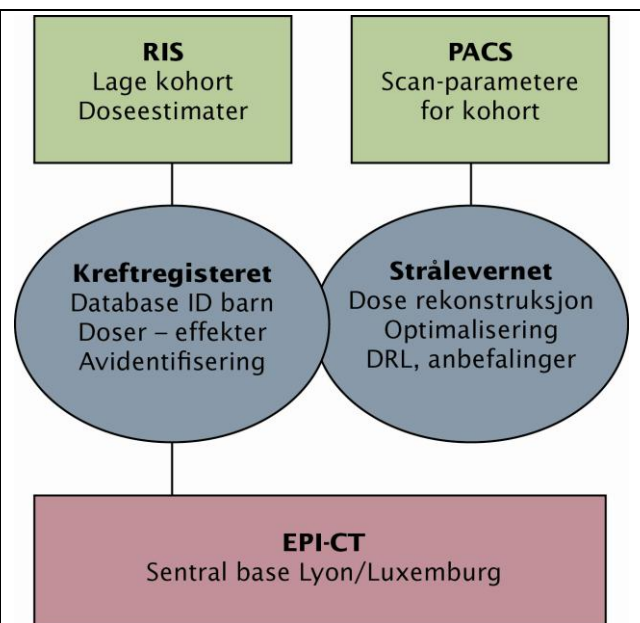 RIS
Lage kohort
Doseestimater
PACS
Scan-parametere
for kohort
Kreftregisteret
Database ID barn
Doser – effekter
Avidentifisering
Strålevernet
Dose rekonstruksjon
Optimalisering
DRL, anbefalinger
EPI-CT
Sentral base Lyon/Luxemburg